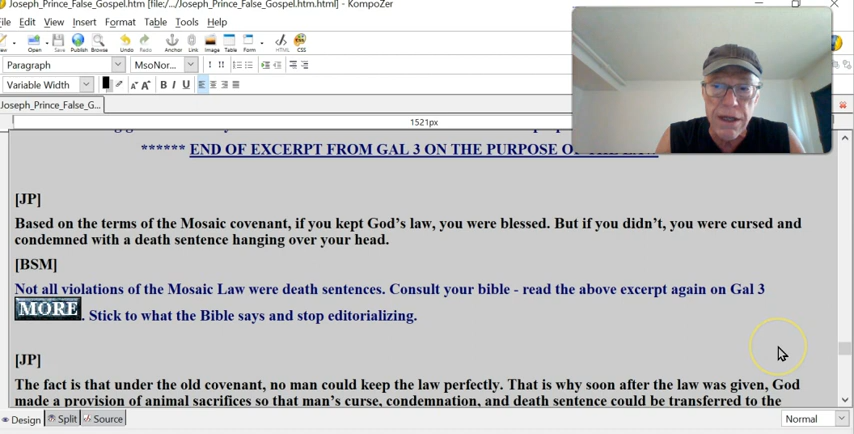 Joseph_Prince_False_Gospel.htm [file:/.../Joseph_Prince_False_Gospel.htm.html] - KompoZer
File Edit View Insert Format Table Tools Help
New Open Save Publish Browse Undo Redo Anchor Link Image Table Form HTML CSS
Paragraph MsoNor...
Variable Width A A B I U
Joseph_Prince_False_G...
1521px
****** END OF EXCERPT FROM GAL 3 ON THE PURPOSE OF THE LAW
[JP]
Based on the terms of the Mosaic covenant, if you kept God's law, you were blessed. But if you didn't, you were cursed and
condemned with a death sentence hanging over your head.
[BSM]
Not all violations of the Mosaic Law were death sentences. Consult your bible - read the above excerpt again on Gal 3
MORE. Stick to what the Bible says and stop editorializing.
[JP]
The fact is that under the old covenant, no man could keep the law perfectly. That is why soon after the law was given, God
made a provision of animal sacrifices so that man's curse, condemnation, and death sentence could be transferred to the
Design Split Source Normal